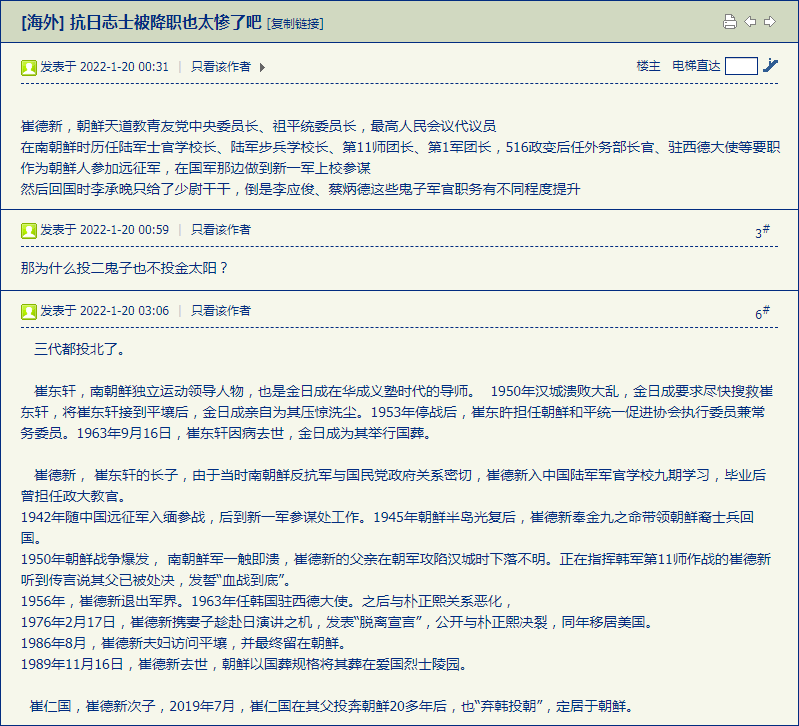 [海外] 抗日志士被降职也太惨了吧 [复制链接]
发表于 2022-1-20 00:31 | 只看该作者 楼主 电梯直达
崔德新，朝鲜天道教青友党中央委员长、祖平统委员长，最高人民会议代议员
在南朝鲜时历任陆军士官学校长、陆军步兵学校长、第11师团长、第1军团长，516政变后任外务部长官、驻西德大使等要职
作为朝鲜人参加远征军，在国军那边做到新一军上校参谋
然后回国时李承晚只给了少尉干干，倒是李应俊、蔡炳德这些鬼子军官职务有不同程度提升
发表于 2022-1-20 00:59 | 只看该作者 3#
那为什么投二鬼子也不投金太阳？
发表于 2022-1-20 03:06 | 只看该作者 6#
三代都投北了。
崔东轩，南朝鲜独立运动领导人物，也是金日成在华成义塾时代的导师。 1950年汉城溃败大乱，金日成要求尽快搜救崔
东轩，将崔东轩接到平壤后，金日成亲自为其压惊洗尘。1953年停战后，崔东旿担任朝鲜和平统一促进协会执行委员兼常
务委员。1963年9月16日，崔东轩因病去世，金日成为其举行国葬。
崔德新， 崔东轩的长子，由于当时南朝鲜反抗军与国民党政府关系密切，崔德新入中国陆军军官学校九期学习，毕业后
曾担任政大教官。
1942年随中国远征军入缅参战，后到新一军参谋处工作。1945年朝鲜半岛光复后，崔德新奉金九之命带领朝鲜裔士兵回
国。
1950年朝鲜战争爆发， 南朝鲜军一触即溃，崔德新的父亲在朝军攻陷汉城时下落不明。正在指挥韩军第11师作战的崔德新
听到传言说其父已被处决，发誓“血战到底”。
1956年，崔德新退出军界。1963年任韩国驻西德大使。之后与朴正熙关系恶化，
1976年2月17日，崔德新携妻子趁赴日演讲之机，发表“脱离宣言”，公开与朴正熙决裂，同年移居美国。
1986年8月，崔德新夫妇访问平壤，并最终留在朝鲜。
1989年11月16日，崔德新去世，朝鲜以国葬规格将其葬在爱国烈士陵园。
崔仁国，崔德新次子，2019年7月，崔仁国在其父投奔朝鲜20多年后，也“弃韩投朝”，定居于朝鲜。